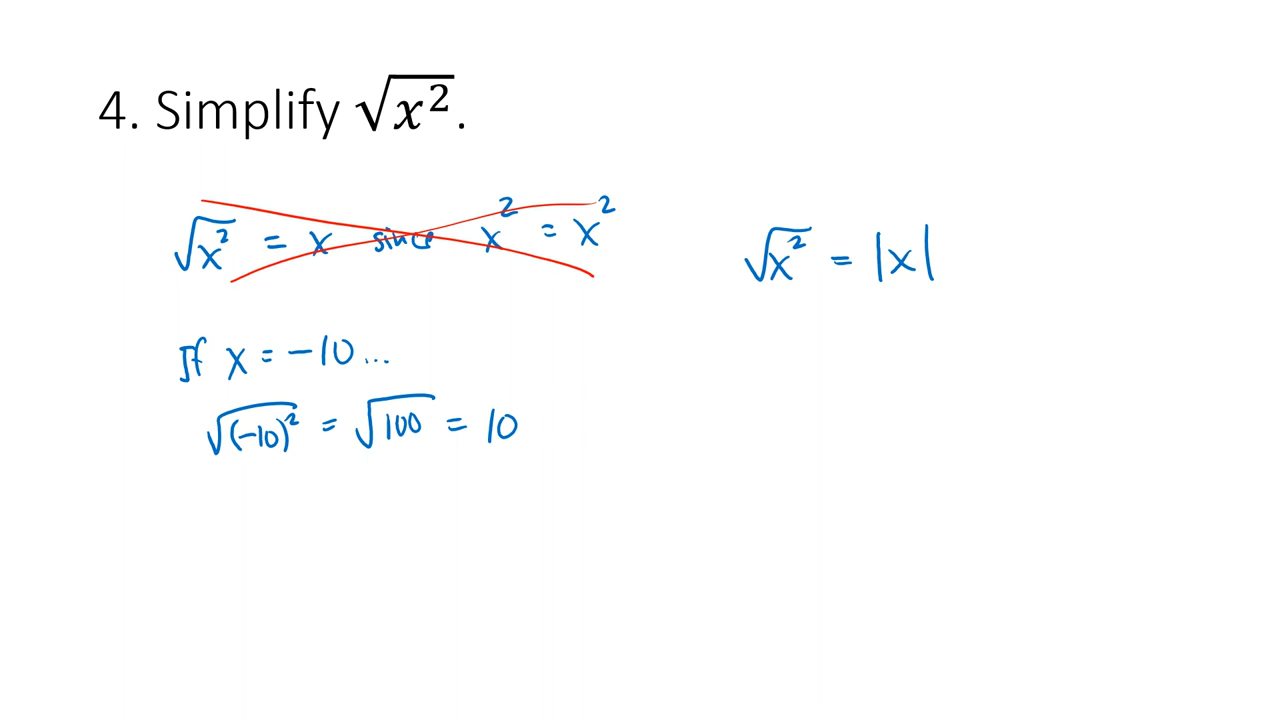 4. Simplify √x².
√x² = x since x² = x²
If x = -10 ...
√(-10)² = √100 = 10
√x² = |x|